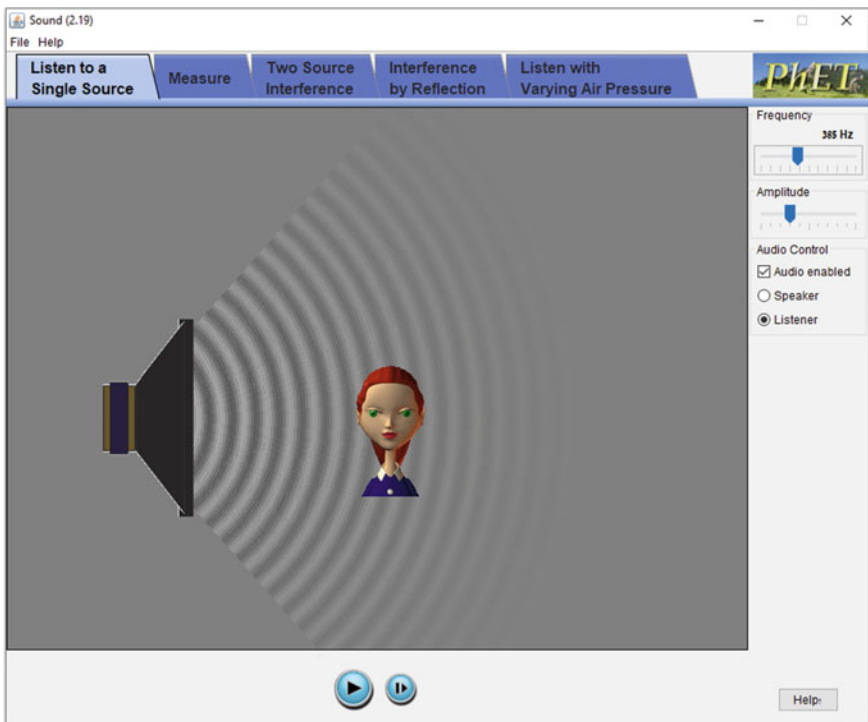 Sound (2.19)
File Help
Listen to a
Single Source
Measure
Two Source
Interference
Interference
by Reflection
Listen with
Varying Air Pressure
PhET
Frequency
385 Hz
Amplitude
Audio Control
Audio enabled
Speaker
Listener
Help!